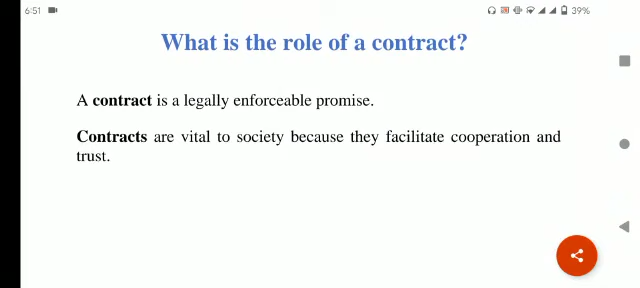 6:51
39%
What is the role of a contract?
A contract is a legally enforceable promise.
Contracts are vital to society because they facilitate cooperation and
trust.